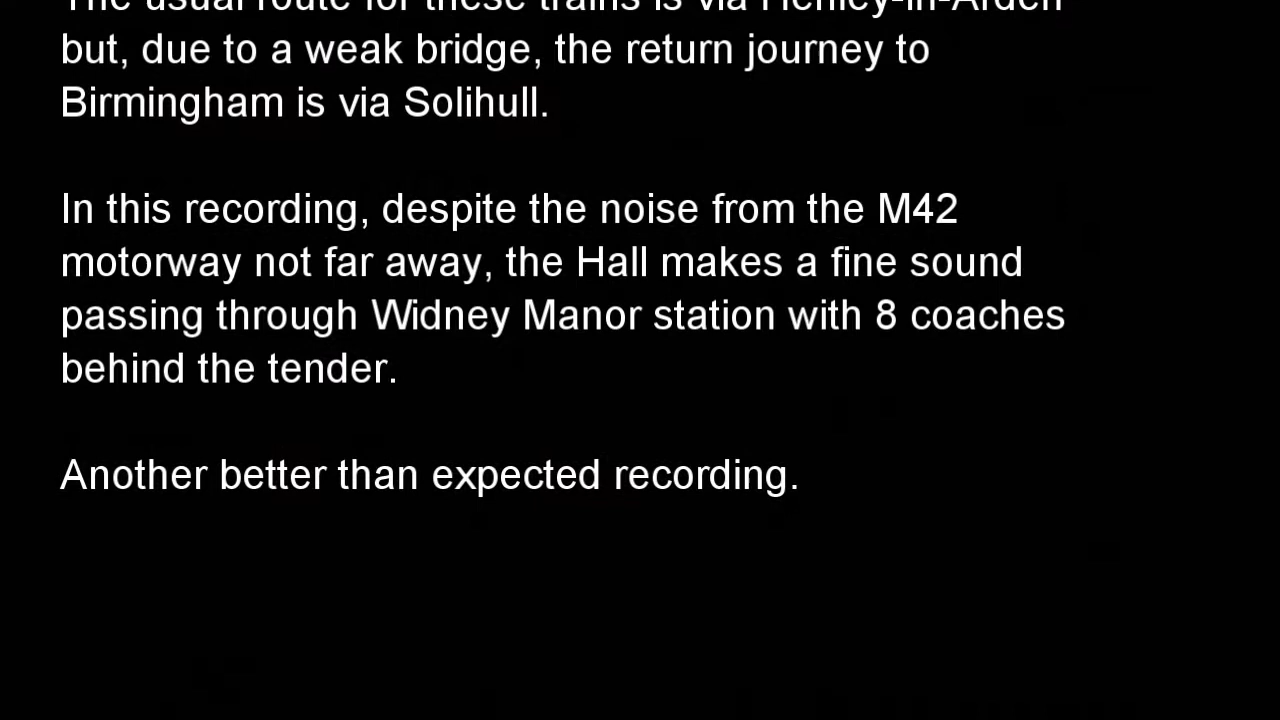 The usual route for these trains is via Henley-in-Arden
but, due to a weak bridge, the return journey to
Birmingham is via Solihull.
In this recording, despite the noise from the M42
motorway not far away, the Hall makes a fine sound
passing through Widney Manor station with 8 coaches
behind the tender.
Another better than expected recording.